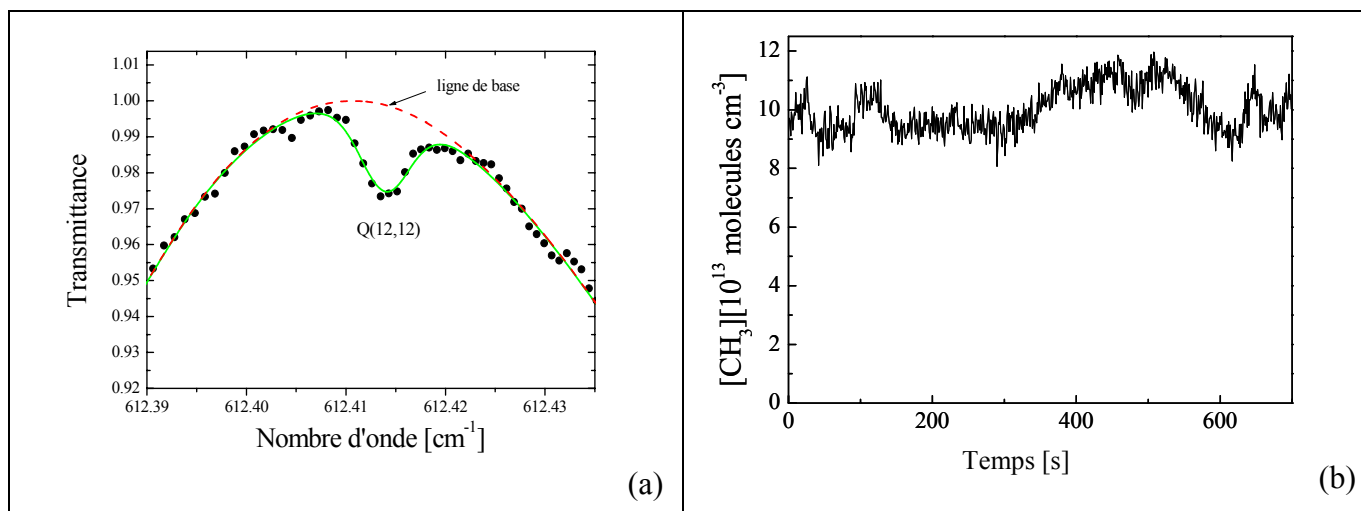 1.01
1.00
0.99
0.98
0.97
0.96
0.95
0.94
0.93
0.92
Transmittance
ligne de base
Q(12,12)
612.39 612.40 612.41 612.42 612.43
Nombre d'onde [cm-1]
(a)
12
10
8
6
4
2
0
[CH3][1013 molecules cm-3]
0 200 400 600
Temps [s]
(b)